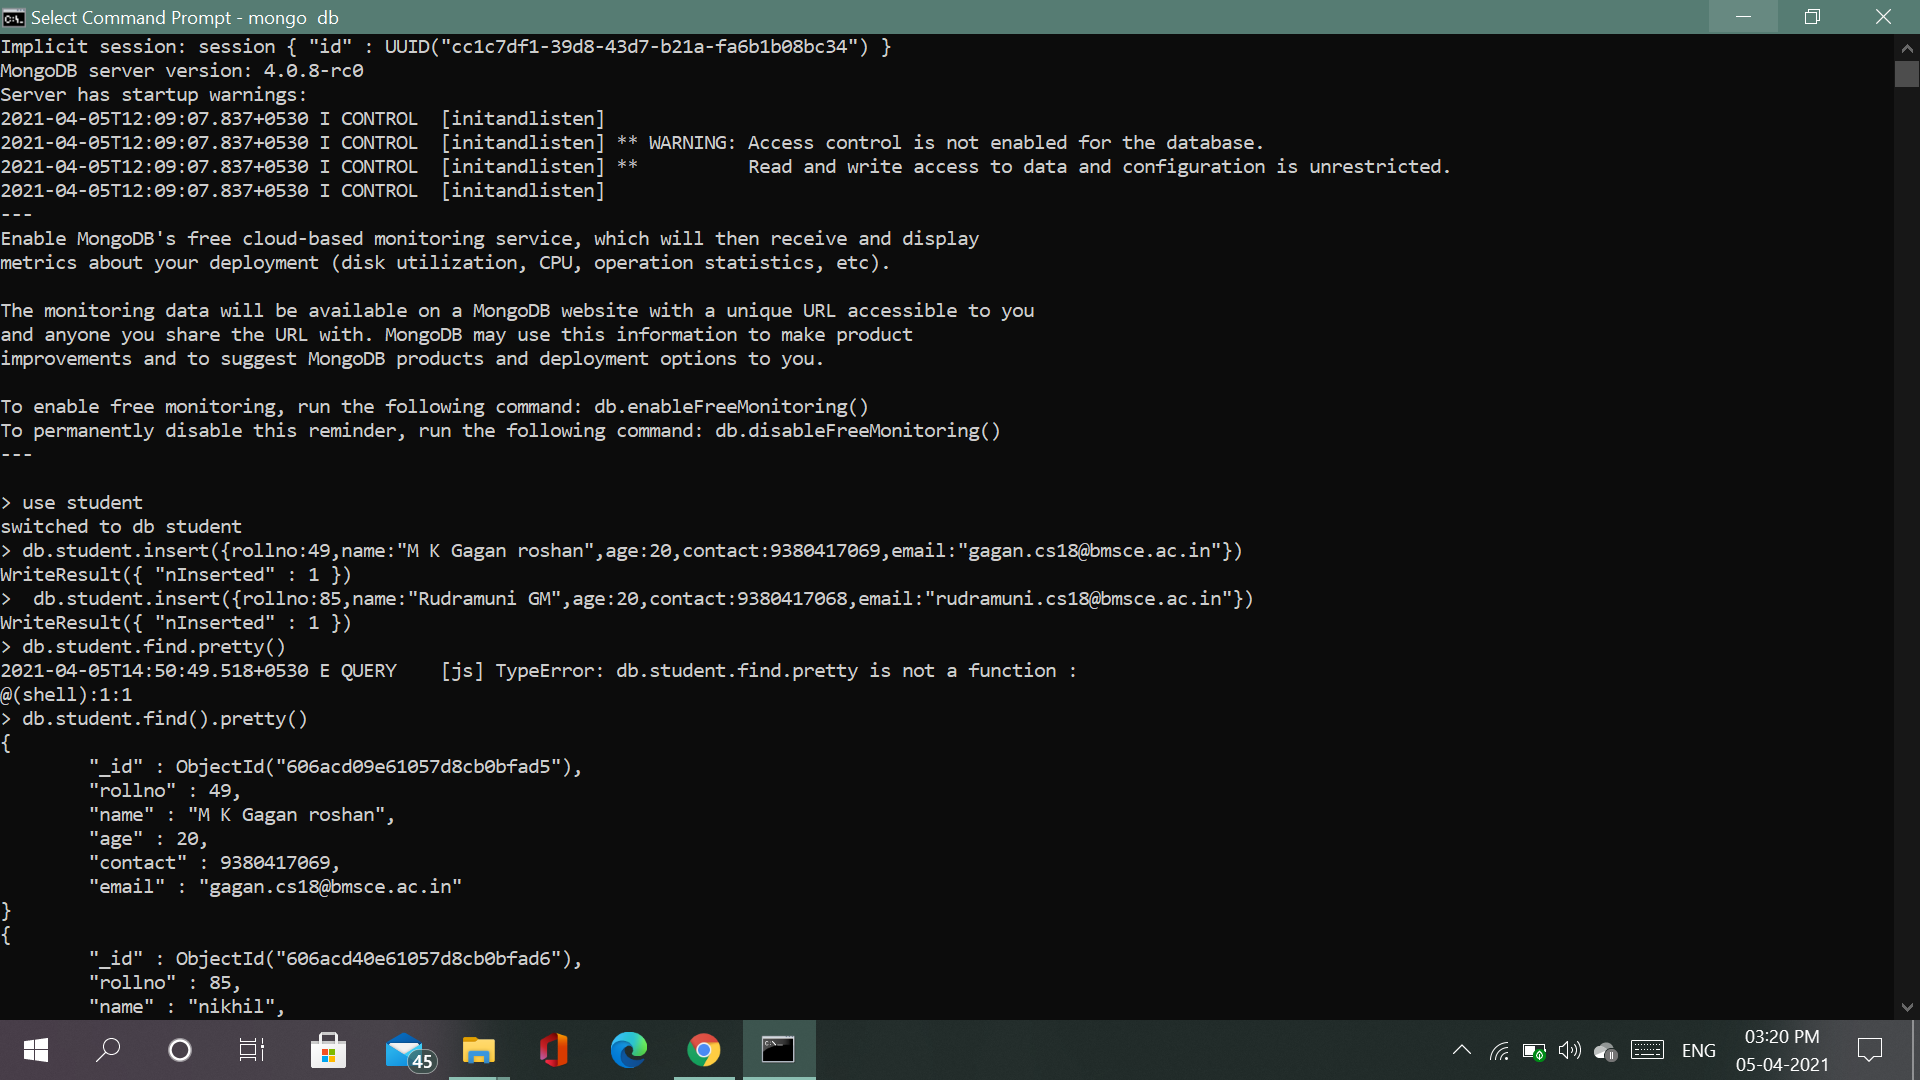 Select Command Prompt - mongo  db
Implicit session: session { "id" : UUID("cc1c7df1-39d8-43d7-b21a-fa6b1b08bc34") }
MongoDB server version: 4.0.8-rc0
Server has startup warnings:
2021-04-05T12:09:07.837+0530 I CONTROL  [initandlisten]
2021-04-05T12:09:07.837+0530 I CONTROL  [initandlisten] ** WARNING: Access control is not enabled for the database.
2021-04-05T12:09:07.837+0530 I CONTROL  [initandlisten] **          Read and write access to data and configuration is unrestricted.
2021-04-05T12:09:07.837+0530 I CONTROL  [initandlisten]
---
Enable MongoDB's free cloud-based monitoring service, which will then receive and display
metrics about your deployment (disk utilization, CPU, operation statistics, etc).
The monitoring data will be available on a MongoDB website with a unique URL accessible to you
and anyone you share the URL with. MongoDB may use this information to make product
improvements and to suggest MongoDB products and deployment options to you.
To enable free monitoring, run the following command: db.enableFreeMonitoring()
To permanently disable this reminder, run the following command: db.disableFreeMonitoring()
---
> use student
switched to db student
> db.student.insert({rollno:49,name:"M K Gagan roshan",age:20,contact:9380417069,email:"gagan.cs18@bmsce.ac.in"})
WriteResult({ "nInserted" : 1 })
>  db.student.insert({rollno:85,name:"Rudramuni GM",age:20,contact:9380417068,email:"rudramuni.cs18@bmsce.ac.in"})
WriteResult({ "nInserted" : 1 })
> db.student.find.pretty()
2021-04-05T14:50:49.518+0530 E QUERY    [js] TypeError: db.student.find.pretty is not a function :
@(shell):1:1
> db.student.find().pretty()
{
        "_id" : ObjectId("606acd09e61057d8cb0bfad5"),
        "rollno" : 49,
        "name" : "M K Gagan roshan",
        "age" : 20,
        "contact" : 9380417069,
        "email" : "gagan.cs18@bmsce.ac.in"
}
{
        "_id" : ObjectId("606acd40e61057d8cb0bfad6"),
        "rollno" : 85,
        "name" : "nikhil",
45
ENG
03:20 PM
05-04-2021